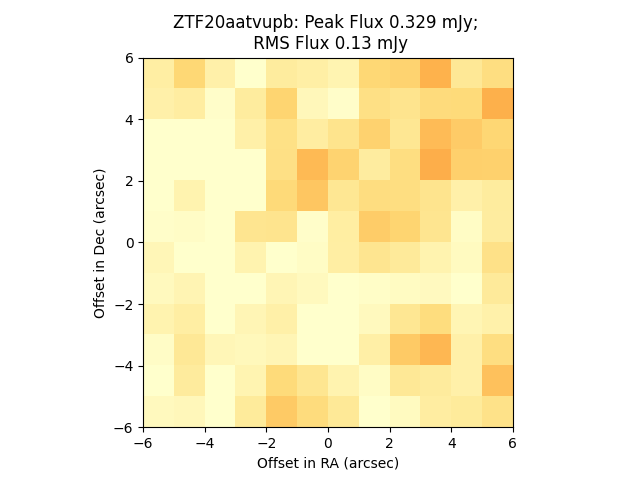 ZTF20aatvupb: Peak Flux 0.329 mJy;
RMS Flux 0.13 mJy
6
4
2
0
−2
−4
−6
Offset in Dec (arcsec)
−6 −4 −2 0 2 4 6
Offset in RA (arcsec)